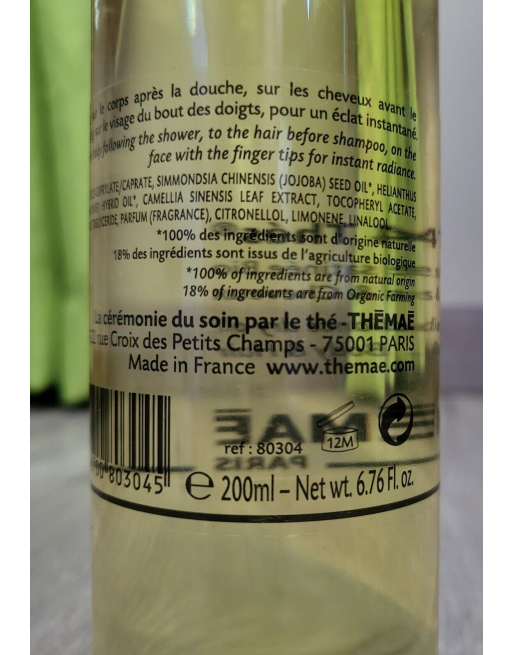 le corps après la douche, sur les cheveux avant le
le visage du bout des doigts, pour un éclat instantané.
following the shower, to the hair before shampoo, on the
face with the finger tips for instant radiance.
CAPRYLATE/CAPRATE, SIMMONDSIA CHINENSIS (JOJOBA) SEED OIL*, HELIANTHUS
HYBRID OIL*, CAMELLIA SINENSIS LEAF EXTRACT, TOCOPHERYL ACETATE,
PARFUM (FRAGRANCE), CITRONELLOL, LIMONENE, LINALOOL.
*100% des ingrédients sont d'origine naturelle
18% des ingrédients sont issus de l'agriculture biologique
*100% of ingredients are from natural origin
18% of ingredients are from Organic Farming
La cérémonie du soin par le thé - THĒMAĒ
rue Croix des Petits Champs - 75001 PARIS
Made in France www.themae.com
ref : 80304
12M
803045
e 200ml – Net wt. 6.76 Fl. oz.